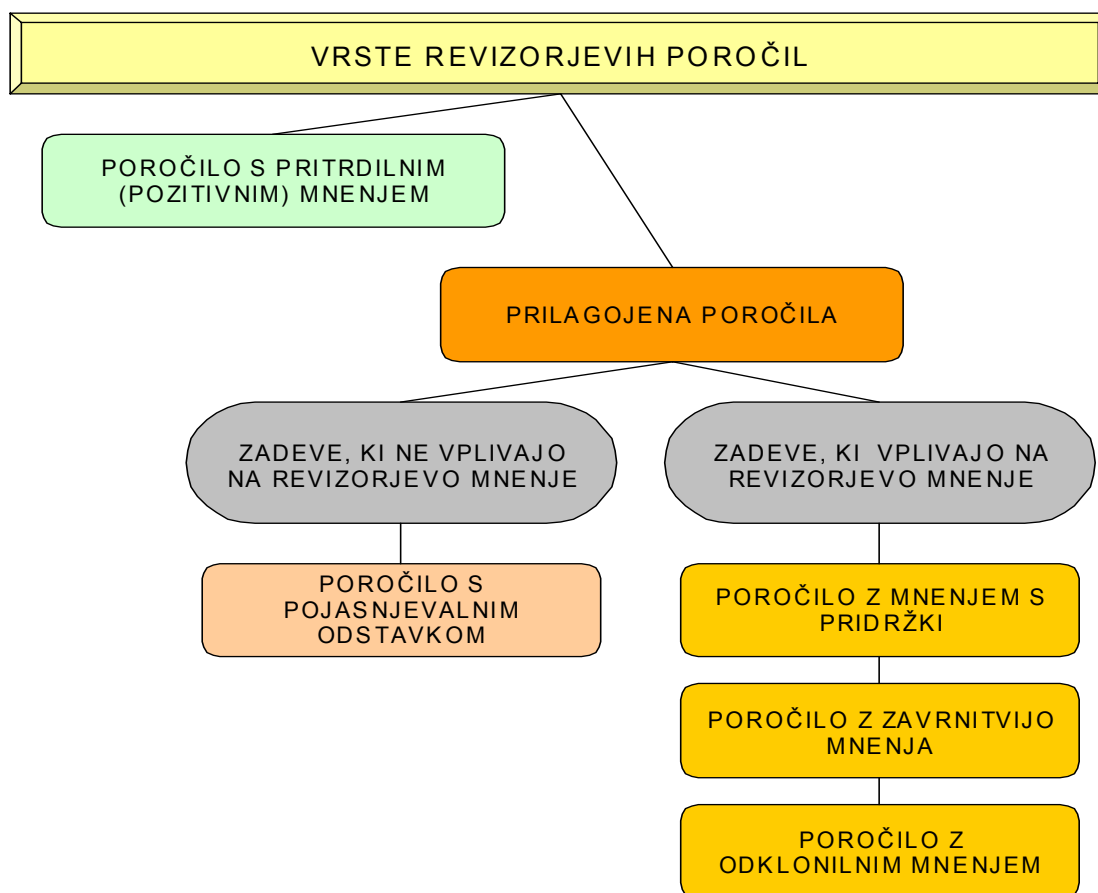 VRSTE REVIZORJEVIH POROČIL
POROČILO S PRITRDILNIM
(POZITIVNIM) MNENJEM
PRILAGOJENA POROČILA
ZADEVE, KI NE VPLIVAJO
NA REVIZORJEVO MNENJE
ZADEVE, KI VPLIVAJO NA
REVIZORJEVO MNENJE
POROČILO S
POJASNJEVALNIM
ODSTAVKOM
POROČILO Z MNENJEM S
PRIDRŽKI
POROČILO Z ZAVRNITVIJO
MNENJA
POROČILO Z
ODKLONILNIM MNENJEM